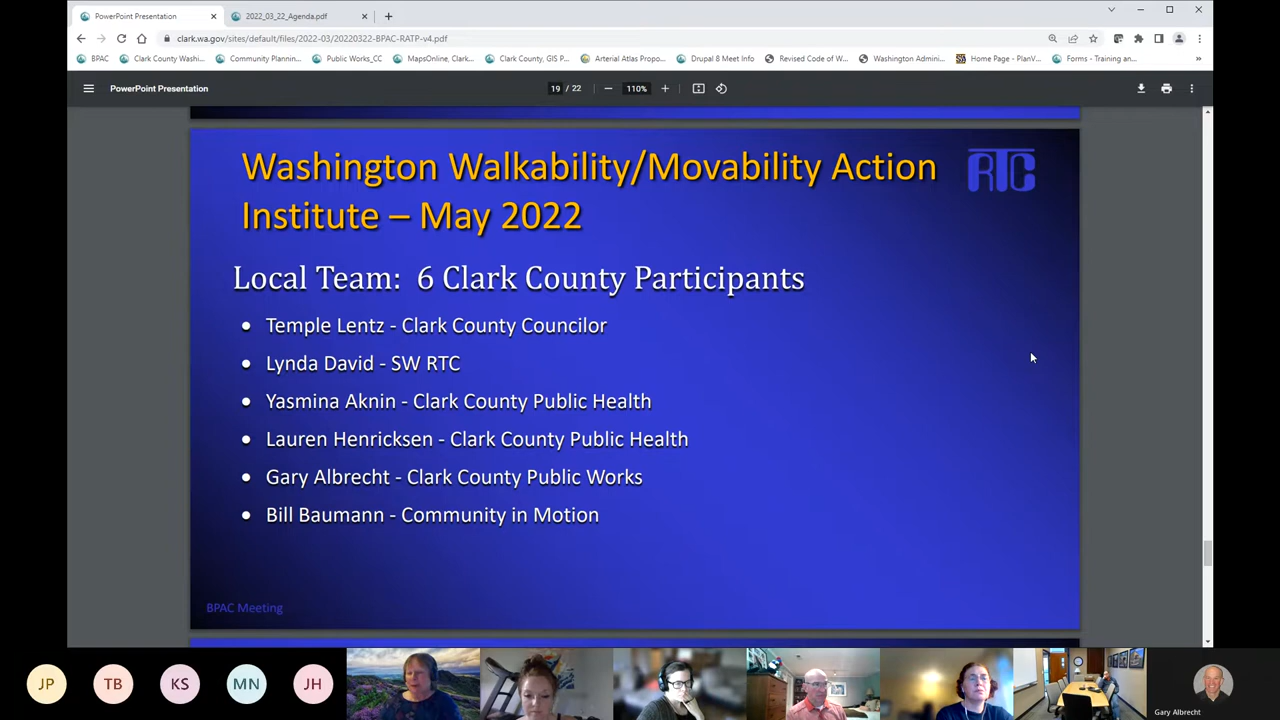 PowerPoint Presentation
2022_03_22_Agenda.pdf
clark.wa.gov/sites/default/files/2022-03/20220322-BPAC-RATP-v4.pdf
BPAC
Clark County Washi...
Community Plannin...
Public Works_CC
MapsOnline, Clark...
Clark County, GIS P...
Arterial Atlas Propo...
Drupal 8 Meet Info
Revised Code of W...
Washington Admini...
Home Page - PlanV...
Forms - Training an...
»
PowerPoint Presentation
19 / 22
110%
Washington Walkability/Movability Action
Institute – May 2022
RTC
Local Team: 6 Clark County Participants
• Temple Lentz - Clark County Councilor
• Lynda David - SW RTC
• Yasmina Aknin - Clark County Public Health
• Lauren Henricksen - Clark County Public Health
• Gary Albrecht - Clark County Public Works
• Bill Baumann - Community in Motion
BPAC Meeting
JP
TB
KS
MN
JH
Gary Albrecht